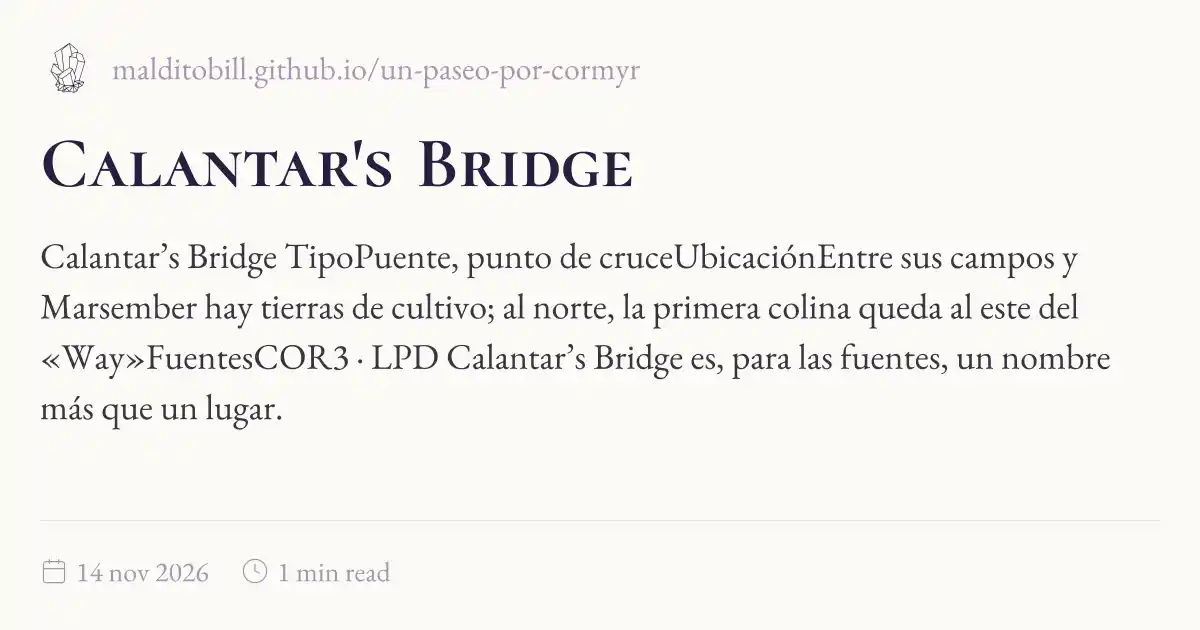 malditobill.github.io/un-paseo-por-cormyr
Calantar's Bridge
Calantar’s Bridge TipoPuente, punto de cruceUbicaciónEntre sus campos y
Marsember hay tierras de cultivo; al norte, la primera colina queda al este del
«Way»FuentesCOR3 · LPD Calantar’s Bridge es, para las fuentes, un nombre
más que un lugar.
14 nov 2026 1 min read